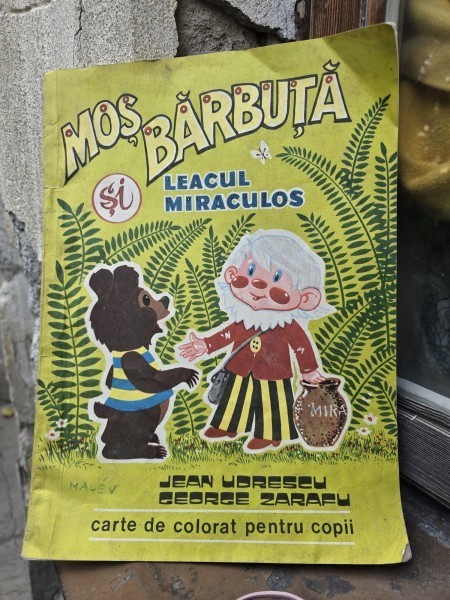 MOȘ BĂRBUȚĂ
ȘI LEACUL
MIRACULOS
MIRA
JEAN UDRESCU
GEORGE ZARAFU
carte de colorat pentru copii